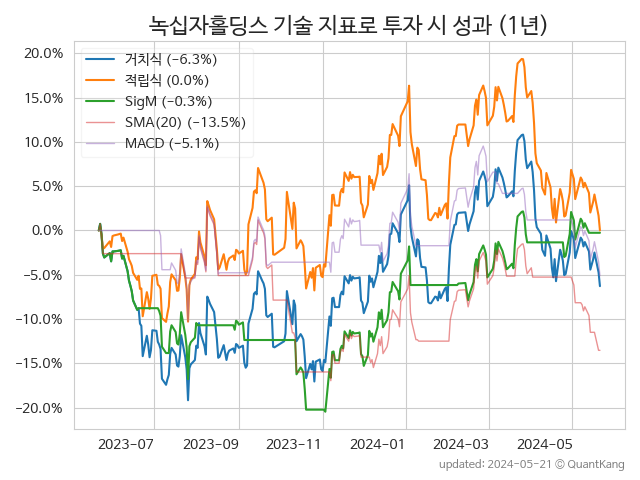 녹십자홀딩스 기술 지표로 투자 시 성과 (1년)
20.0%
15.0%
10.0%
5.0%
0.0%
−5.0%
−10.0%
−15.0%
−20.0%
거치식 (−6.3%)
적립식 (0.0%)
SigM (−0.3%)
SMA(20) (−13.5%)
MACD (−5.1%)
2023-07 2023-09 2023-11 2024-01 2024-03 2024-05
updated: 2024-05-21 © QuantKang